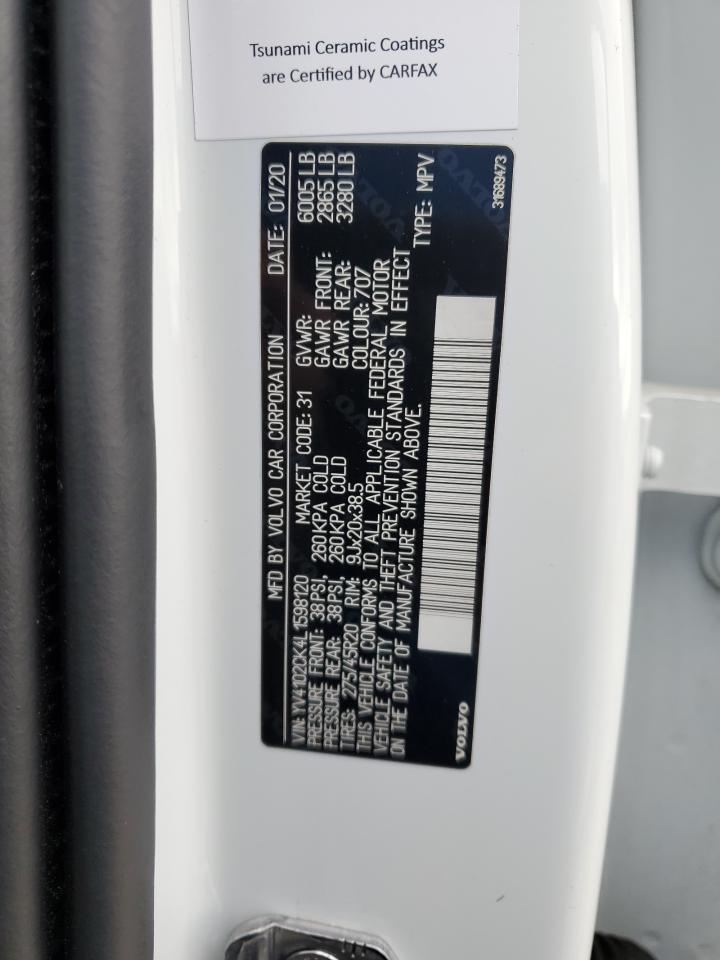 Tsunami Ceramic Coatings
are Certified by CARFAX
MFD BY VOLVO CAR CORPORATION DATE: 01/20
VIN: YV4102CK4L1598120 MARKET CODE: 31 GVWR: 6005 LB
PRESSURE FRONT: 38PSI, 260KPA COLD GAWR FRONT: 2865 LB
PRESSURE REAR: 38PSI, 260KPA COLD GAWR REAR: 3280 LB
TIRES: 275/45R20 RIM: 9JX20x38.5 COLOUR: 707
THIS VEHICLE CONFORMS TO ALL APPLICABLE FEDERAL MOTOR
VEHICLE SAFETY AND THEFT PREVENTION STANDARDS IN EFFECT
ON THE DATE OF MANUFACTURE SHOWN ABOVE. TYPE: MPV
VOLVO 31689473